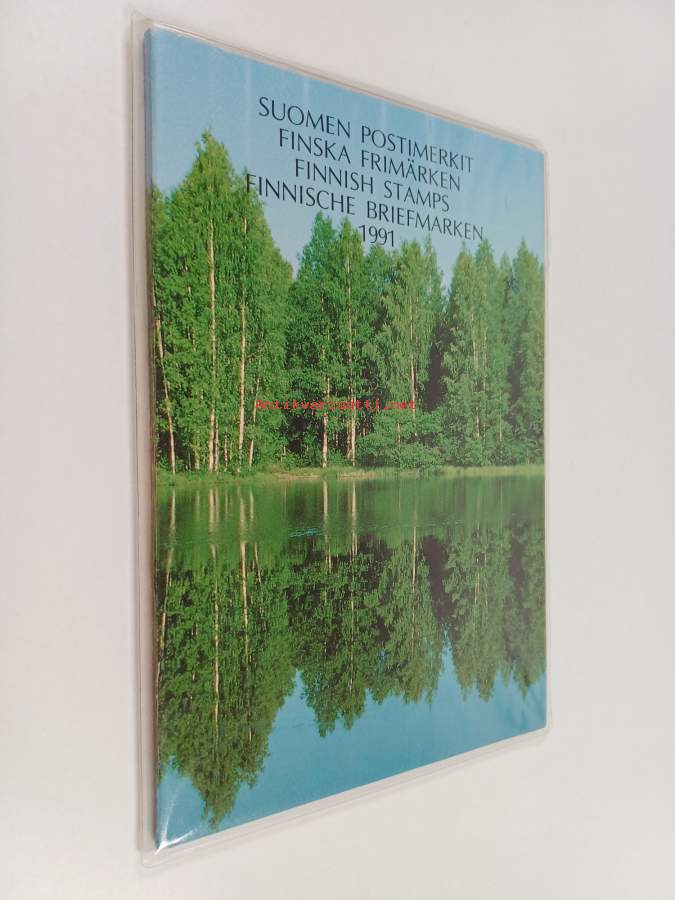 SUOMEN POSTIMERKIT
FINSKA FRIMÄRKEN
FINNISH STAMPS
FINNISCHE BRIEFMARKEN
1991
Antikvariaatti.net